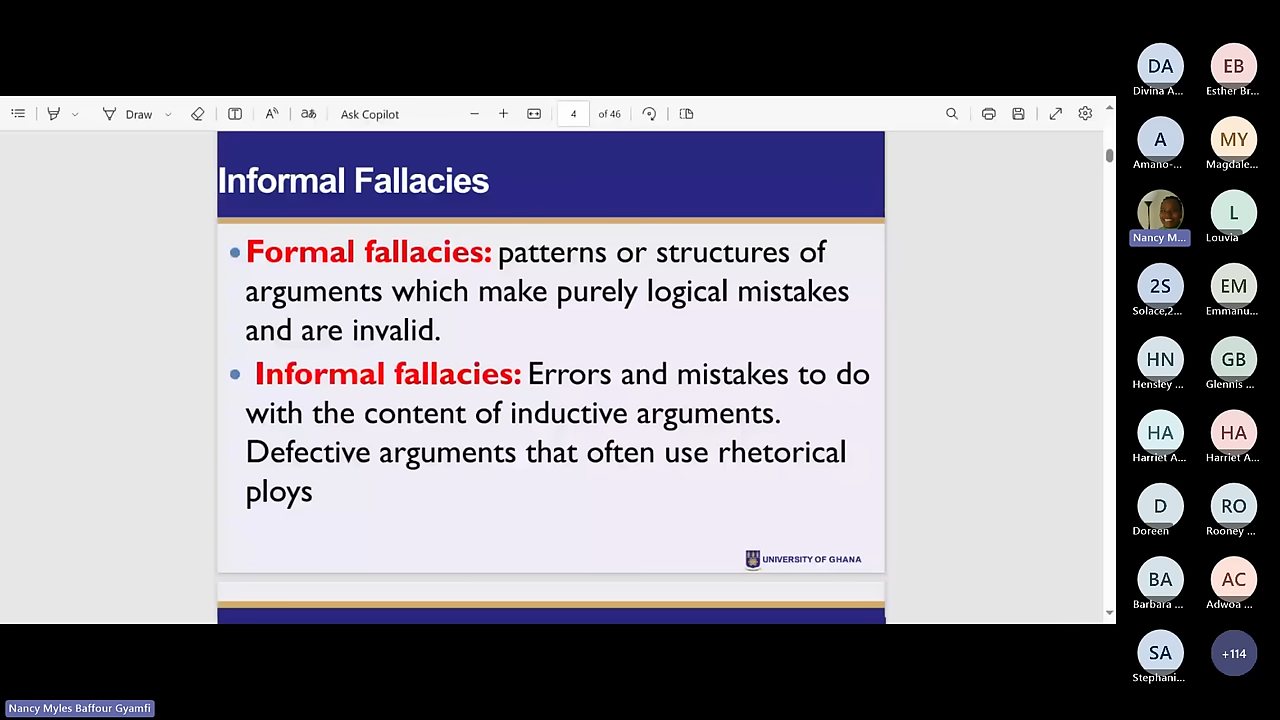 Draw
Ask Copilot
4
of 46
Informal Fallacies
•Formal fallacies: patterns or structures of
arguments which make purely logical mistakes
and are invalid.
• Informal fallacies: Errors and mistakes to do
with the content of inductive arguments.
Defective arguments that often use rhetorical
ploys
UNIVERSITY OF GHANA
DA
Divina A...
EB
Esther Br...
A
Amano-...
MY
Magdale...
Nancy M...
L
Louvia
2S
Solace,2...
EM
Emmanu...
HN
Hensley ...
GB
Glennis ...
HA
Harriet A...
HA
Harriet A...
D
Doreen
RO
Rooney ...
BA
Barbara ...
AC
Adwoa ...
SA
Stephani...
+114
Nancy Myles Baffour Gyamfi